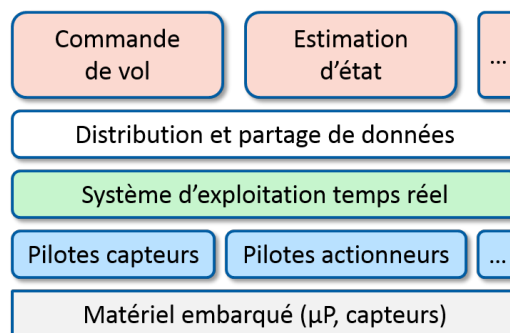 Commande
de vol
Estimation
d’état
...
Distribution et partage de données
Système d’exploitation temps réel
Pilotes capteurs
Pilotes actionneurs
...
Matériel embarqué (μP, capteurs)